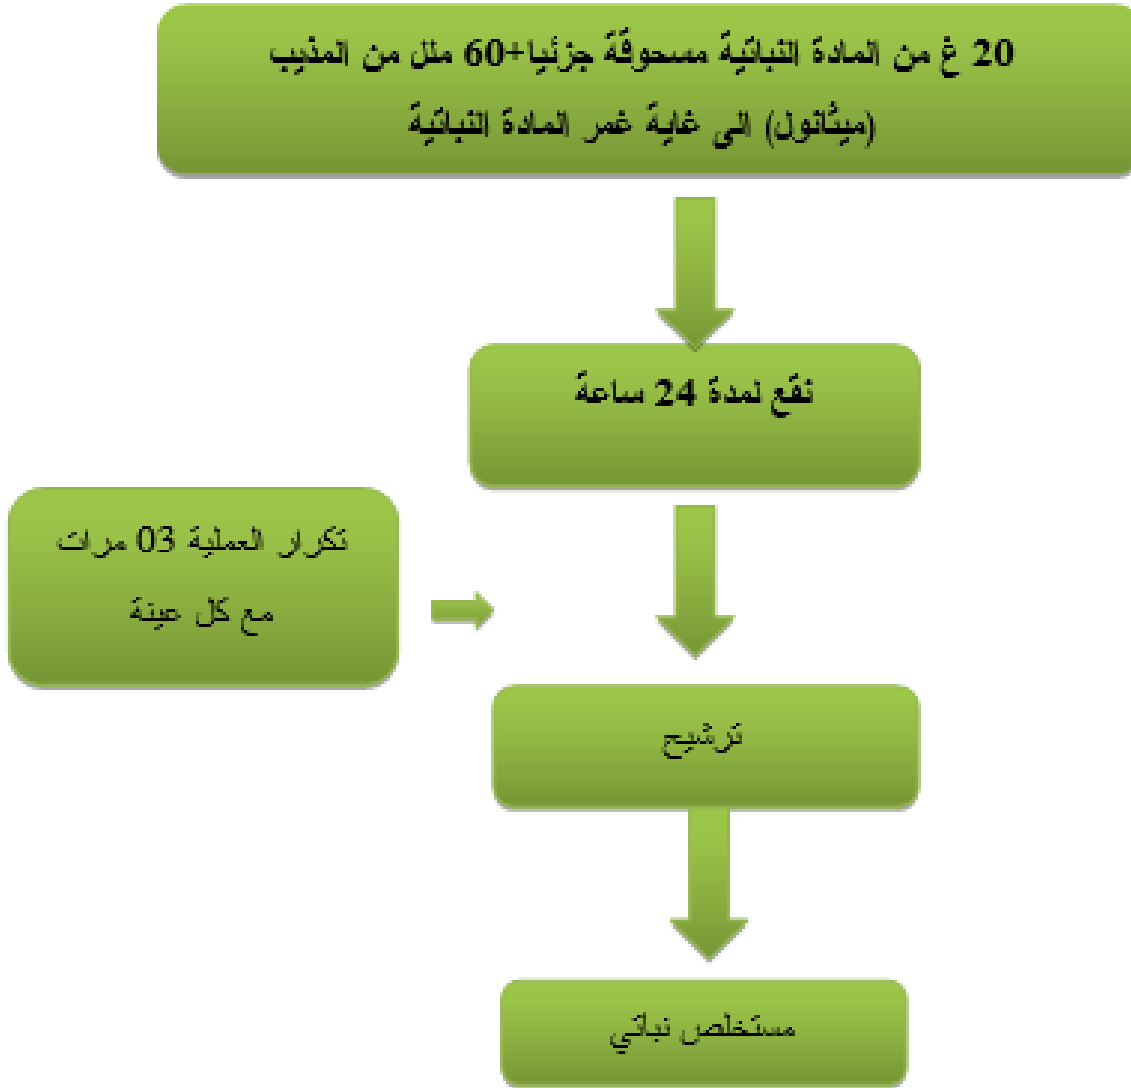 20 غ من المادة النباتية مسحوقة جزئيا+60 ملل من المذيب
(ميثانول) الى غاية غمر المادة النباتية
نقع لمدة 24 ساعة
تكرار العملية 03 مرات
مع كل عينة
ترشيح
مستخلص نباتي